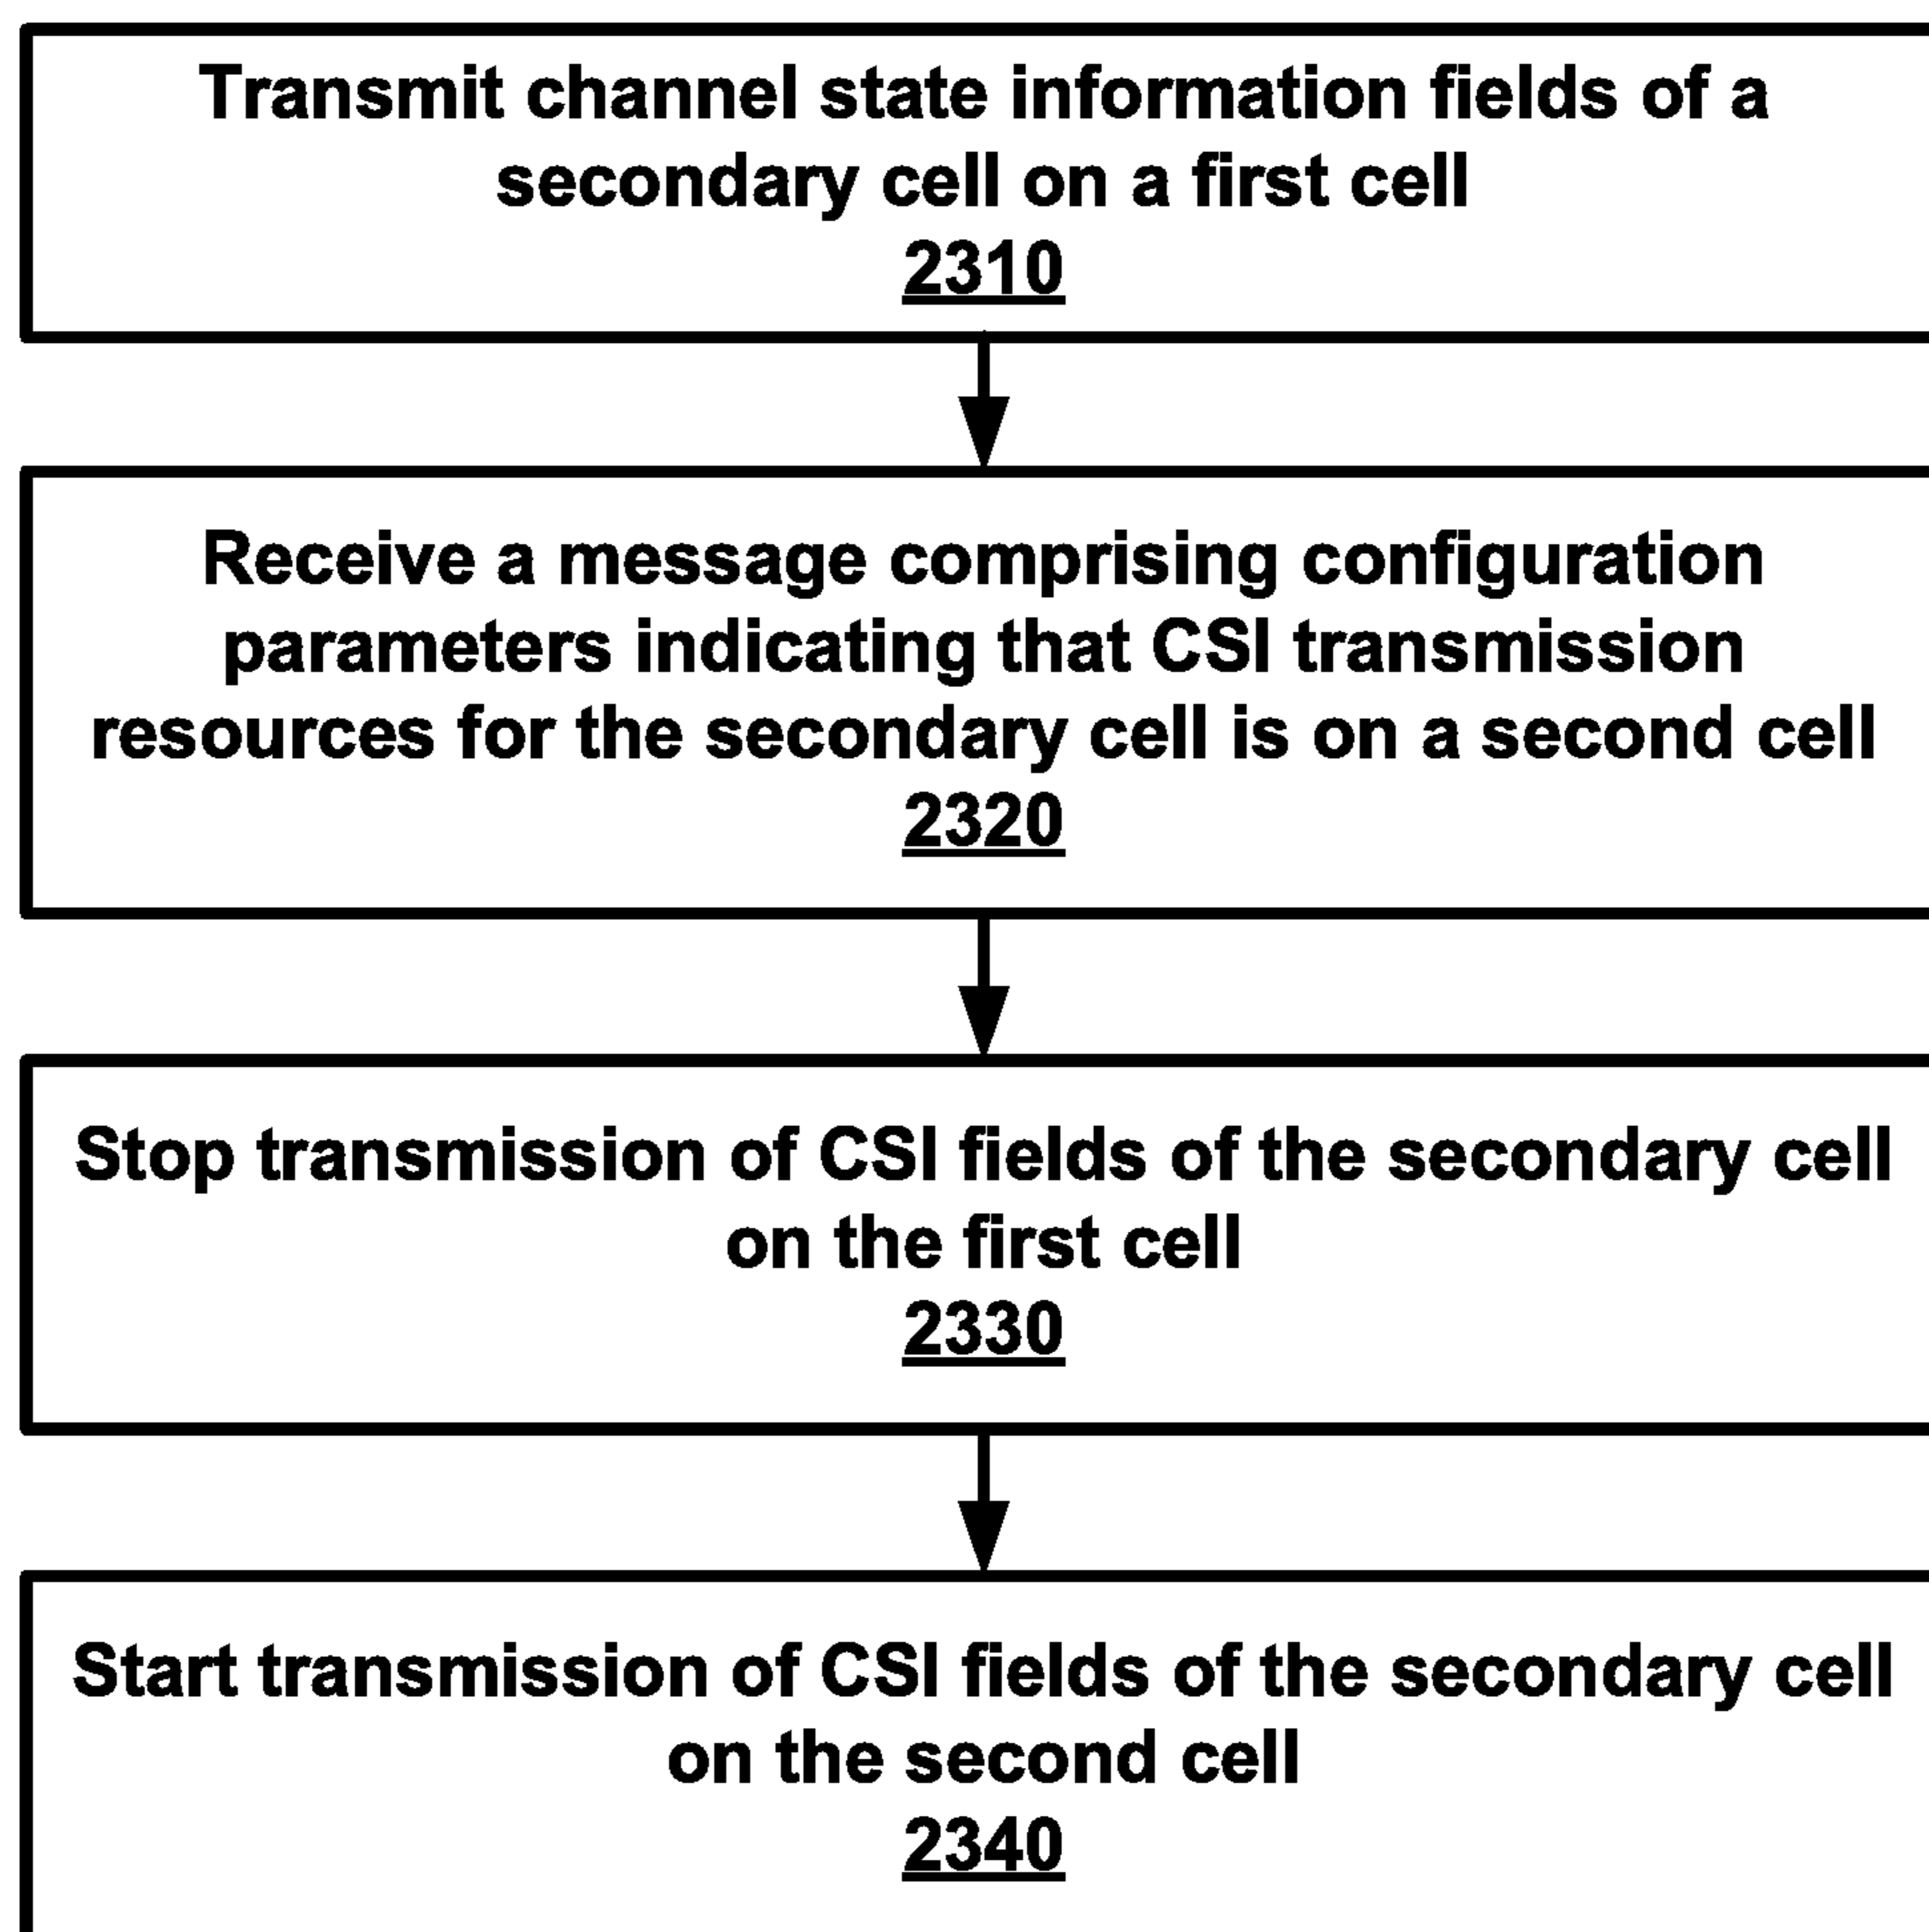 Transmit channel state information fields of a
secondary cell on a first cell
2310
Receive a message comprising configuration
parameters indicating that CSI transmission
resources for the secondary cell is on a second cell
2320
Stop transmission of CSI fields of the secondary cell
on the first cell
2330
Start transmission of CSI fields of the secondary cell
on the second cell
2340